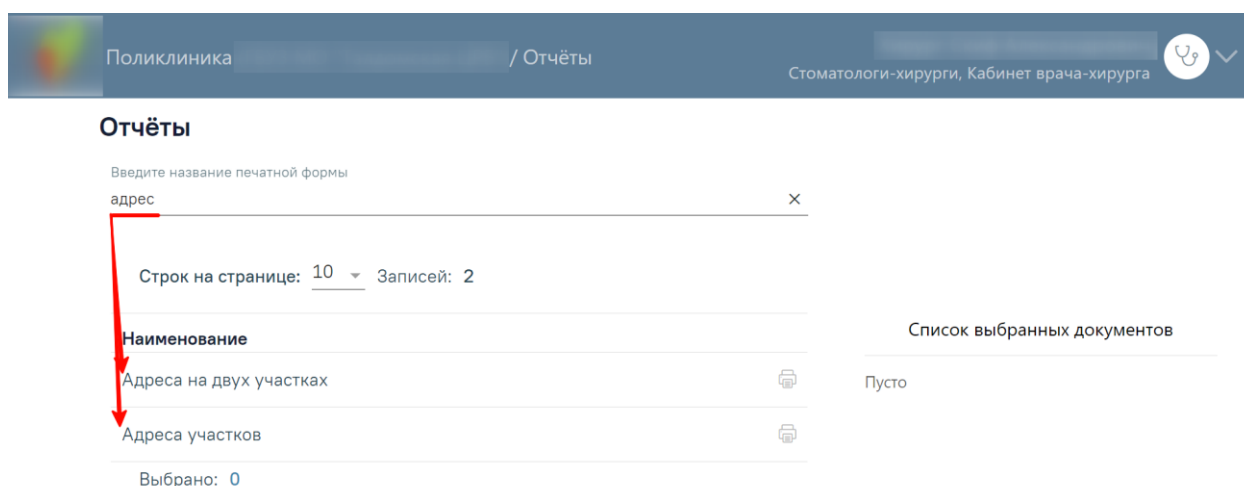 Поликлиника / Отчёты
Стоматологи-хирурги, Кабинет врача-хирурга
Отчёты
Введите название печатной формы
адрес
Строк на странице: 10 Записей: 2
Наименование
Адреса на двух участках
Адреса участков
Выбрано: 0
Список выбранных документов
Пусто